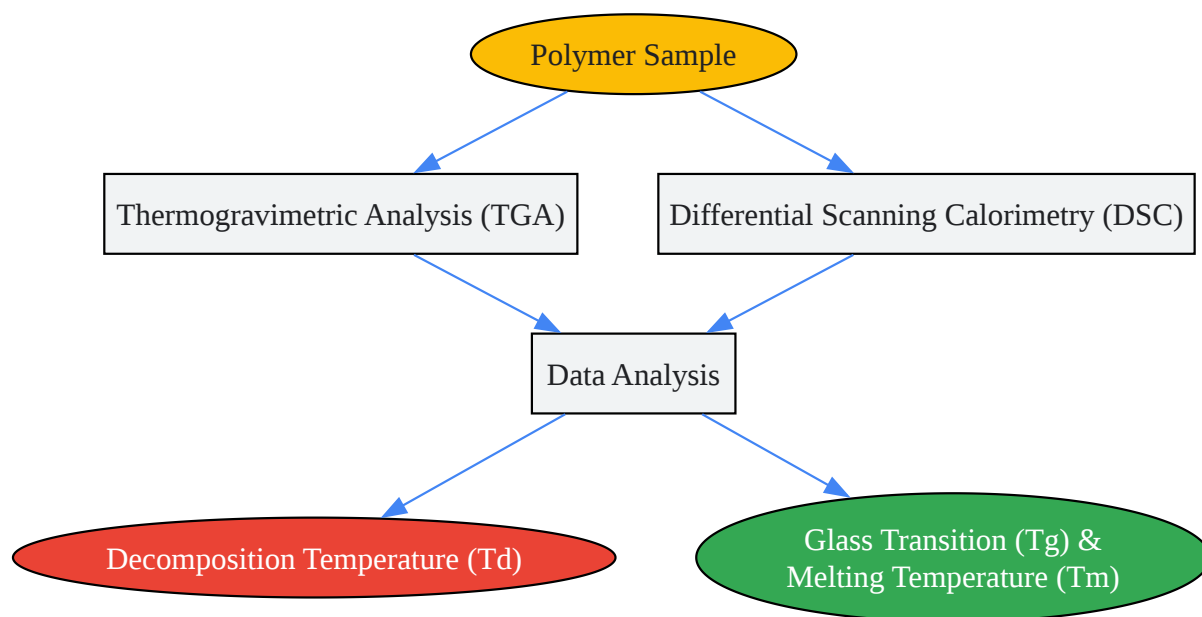 Polymer Sample
Thermogravimetric Analysis (TGA)
Differential Scanning Calorimetry (DSC)
Data Analysis
Decomposition Temperature (Td)
Glass Transition (Tg) &
Melting Temperature (Tm)